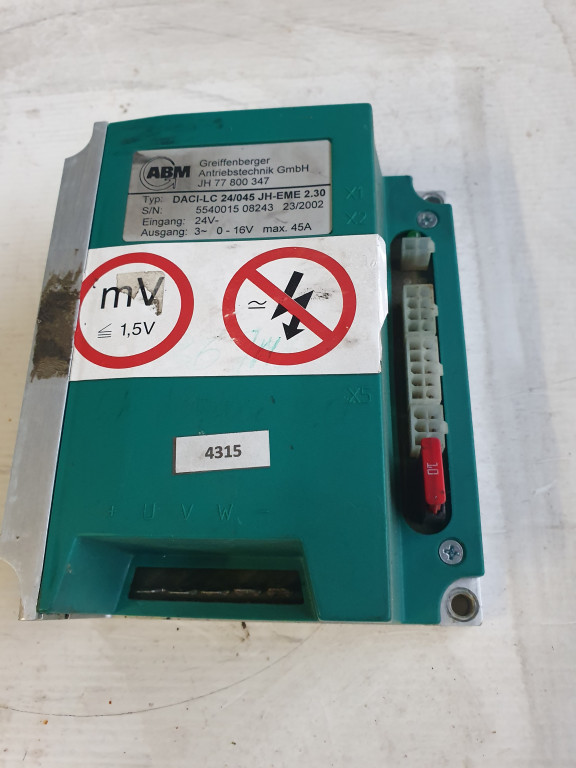 ABM
Greiffenberger
Antriebstechnik GmbH
JH 77 800 347
Typ: DACI-LC 24/045 JH-EME 2.30
S/N: 5540015 08243 23/2002
Eingang: 24V-
Ausgang: 3~ 0 - 16V max. 45A
X1
X2
mV
≦ 1,5V
≃
X5
4315
+ U V W
10